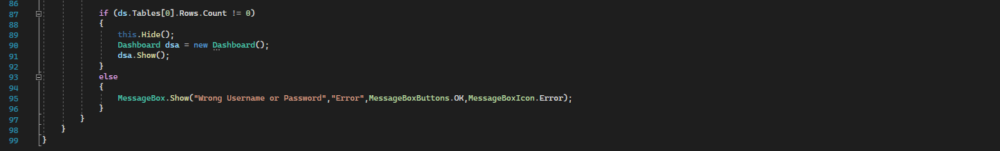 86
87 if (ds.Tables[0].Rows.Count != 0)
88 {
89 this.Hide();
90 Dashboard dsa = new Dashboard();
91 dsa.Show();
92 }
93 else
94 {
95 MessageBox.Show("Wrong Username or Password","Error",MessageBoxButtons.OK,MessageBoxIcon.Error);
96 }
97 }
98 }
99 }